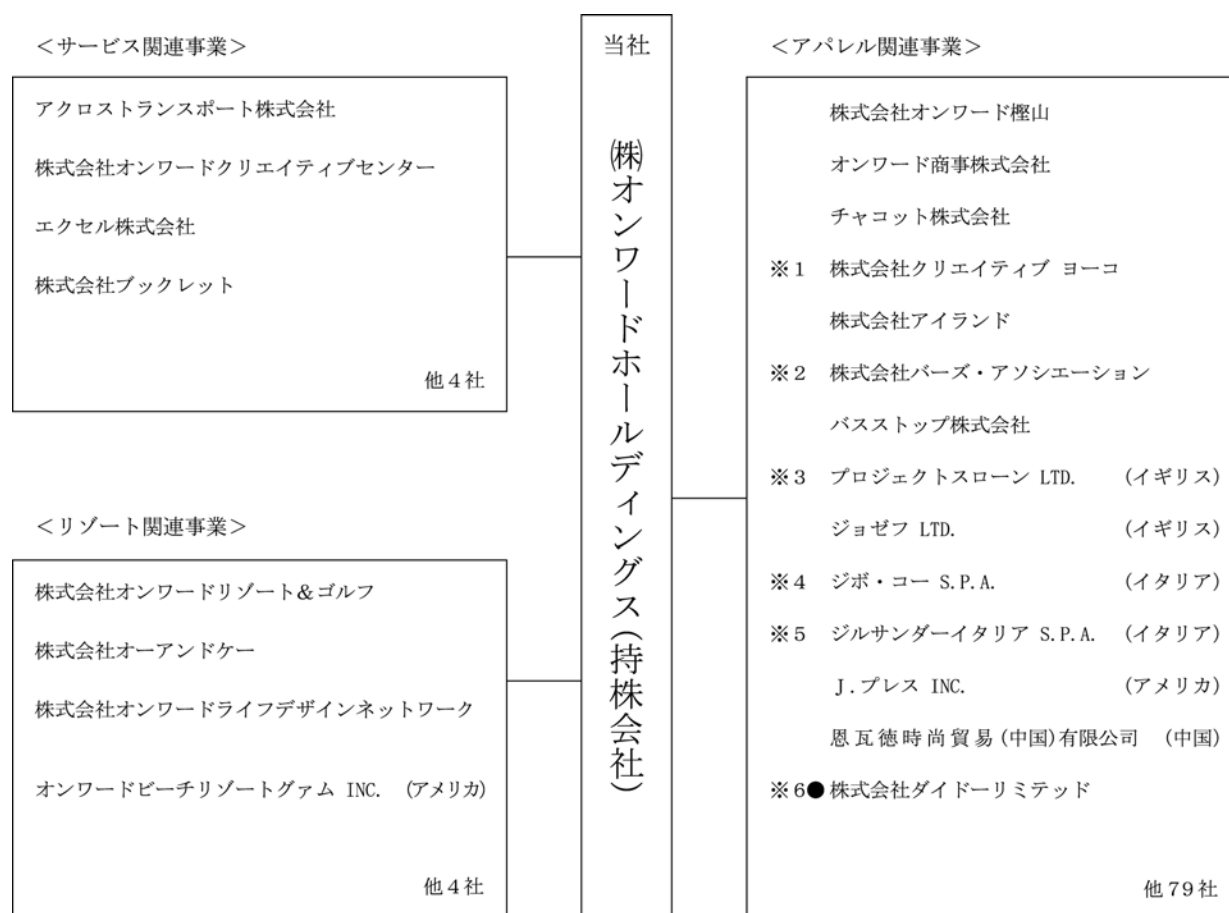 <サービス関連事業>
アクロストランスポート株式会社
株式会社オンワードクリエイティブセンター
エクセル株式会社
株式会社ブックレット
他4社
<リゾート関連事業>
株式会社オンワードリゾート&ゴルフ
株式会社オーアンドケー
株式会社オンワードライフデザインネットワーク
オンワードビーチリゾートグァム INC. (アメリカ)
他4社
当社
㈱オンワードホールディングス(持株会社)
<アパレル関連事業>
株式会社オンワード樫山
オンワード商事株式会社
チャコット株式会社
※1 株式会社クリエイティブ ヨーコ
株式会社アイランド
※2 株式会社バーズ・アソシエーション
バスストップ株式会社
※3 プロジェクトスローン LTD. (イギリス)
ジョゼフ LTD. (イギリス)
※4 ジボ・コー S.P.A. (イタリア)
※5 ジルサンダーイタリア S.P.A. (イタリア)
J.プレス INC. (アメリカ)
恩瓦徳時尚貿易(中国)有限公司 (中国)
※6● 株式会社ダイドーリミテッド
他79社